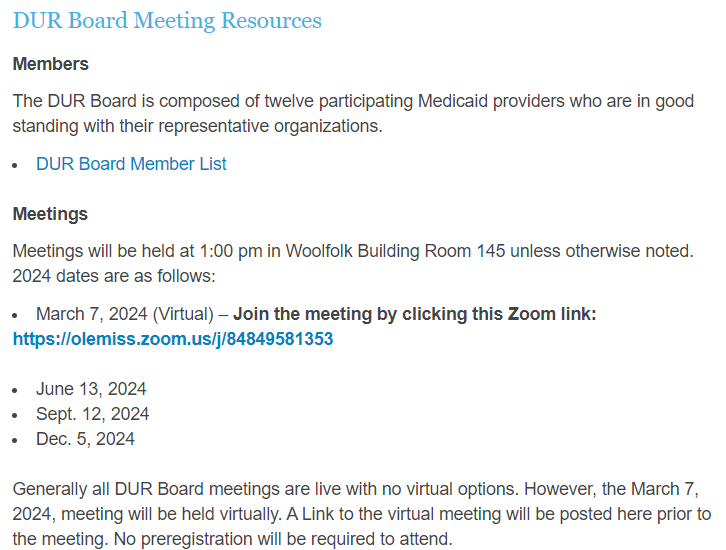 DUR Board Meeting Resources
Members
The DUR Board is composed of twelve participating Medicaid providers who are in good
standing with their representative organizations.
• DUR Board Member List
Meetings
Meetings will be held at 1:00 pm in Woolfolk Building Room 145 unless otherwise noted.
2024 dates are as follows:
• March 7, 2024 (Virtual) – Join the meeting by clicking this Zoom link:
https://olemiss.zoom.us/j/84849581353
• June 13, 2024
• Sept. 12, 2024
• Dec. 5, 2024
Generally all DUR Board meetings are live with no virtual options. However, the March 7,
2024, meeting will be held virtually. A Link to the virtual meeting will be posted here prior to
the meeting. No preregistration will be required to attend.